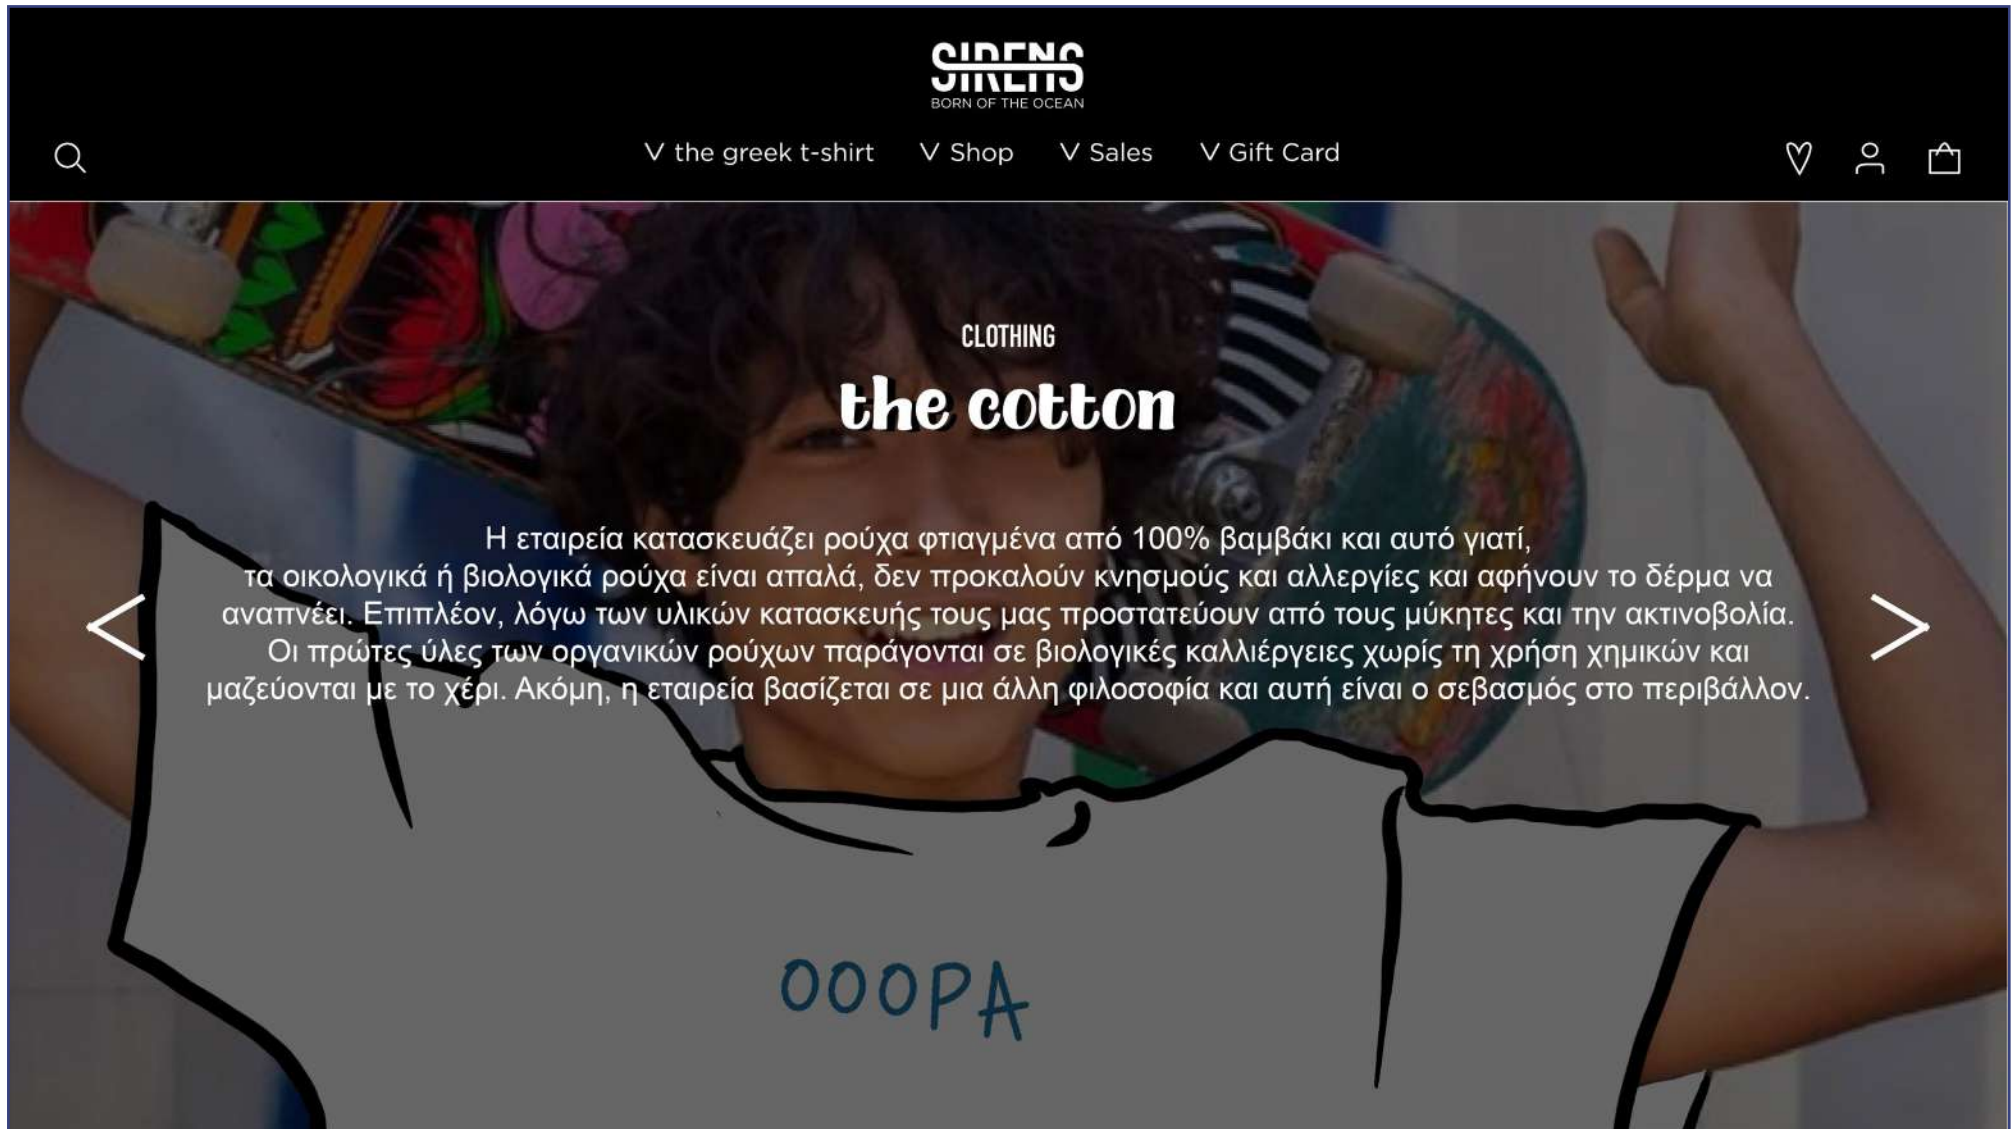 SIRENS
BORN OF THE OCEAN
V the greek t-shirt V Shop V Sales V Gift Card
CLOTHING
the cotton
Η εταιρεία κατασκευάζει ρούχα φτιαγμένα από 100% βαμβάκι και αυτό γιατί,
τα οικολογικά ή βιολογικά ρούχα είναι απαλά, δεν προκαλούν κνησμούς και αλλεργίες και αφήνουν το δέρμα να
αναπνέει. Επιπλέον, λόγω των υλικών κατασκευής τους μας προστατεύουν από τους μύκητες και την ακτινοβολία.
Οι πρώτες ύλες των οργανικών ρούχων παράγονται σε βιολογικές καλλιέργειες χωρίς τη χρήση χημικών και
μαζεύονται με το χέρι. Ακόμη, η εταιρεία βασίζεται σε μια άλλη φιλοσοφία και αυτή είναι ο σεβασμός στο περιβάλλον.
OOOPA